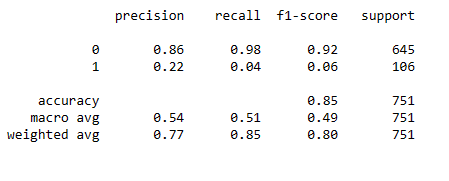 precision recall f1-score support
0 0.86 0.98 0.92 645
1 0.22 0.04 0.06 106
accuracy 0.85 751
macro avg 0.54 0.51 0.49 751
weighted avg 0.77 0.85 0.80 751